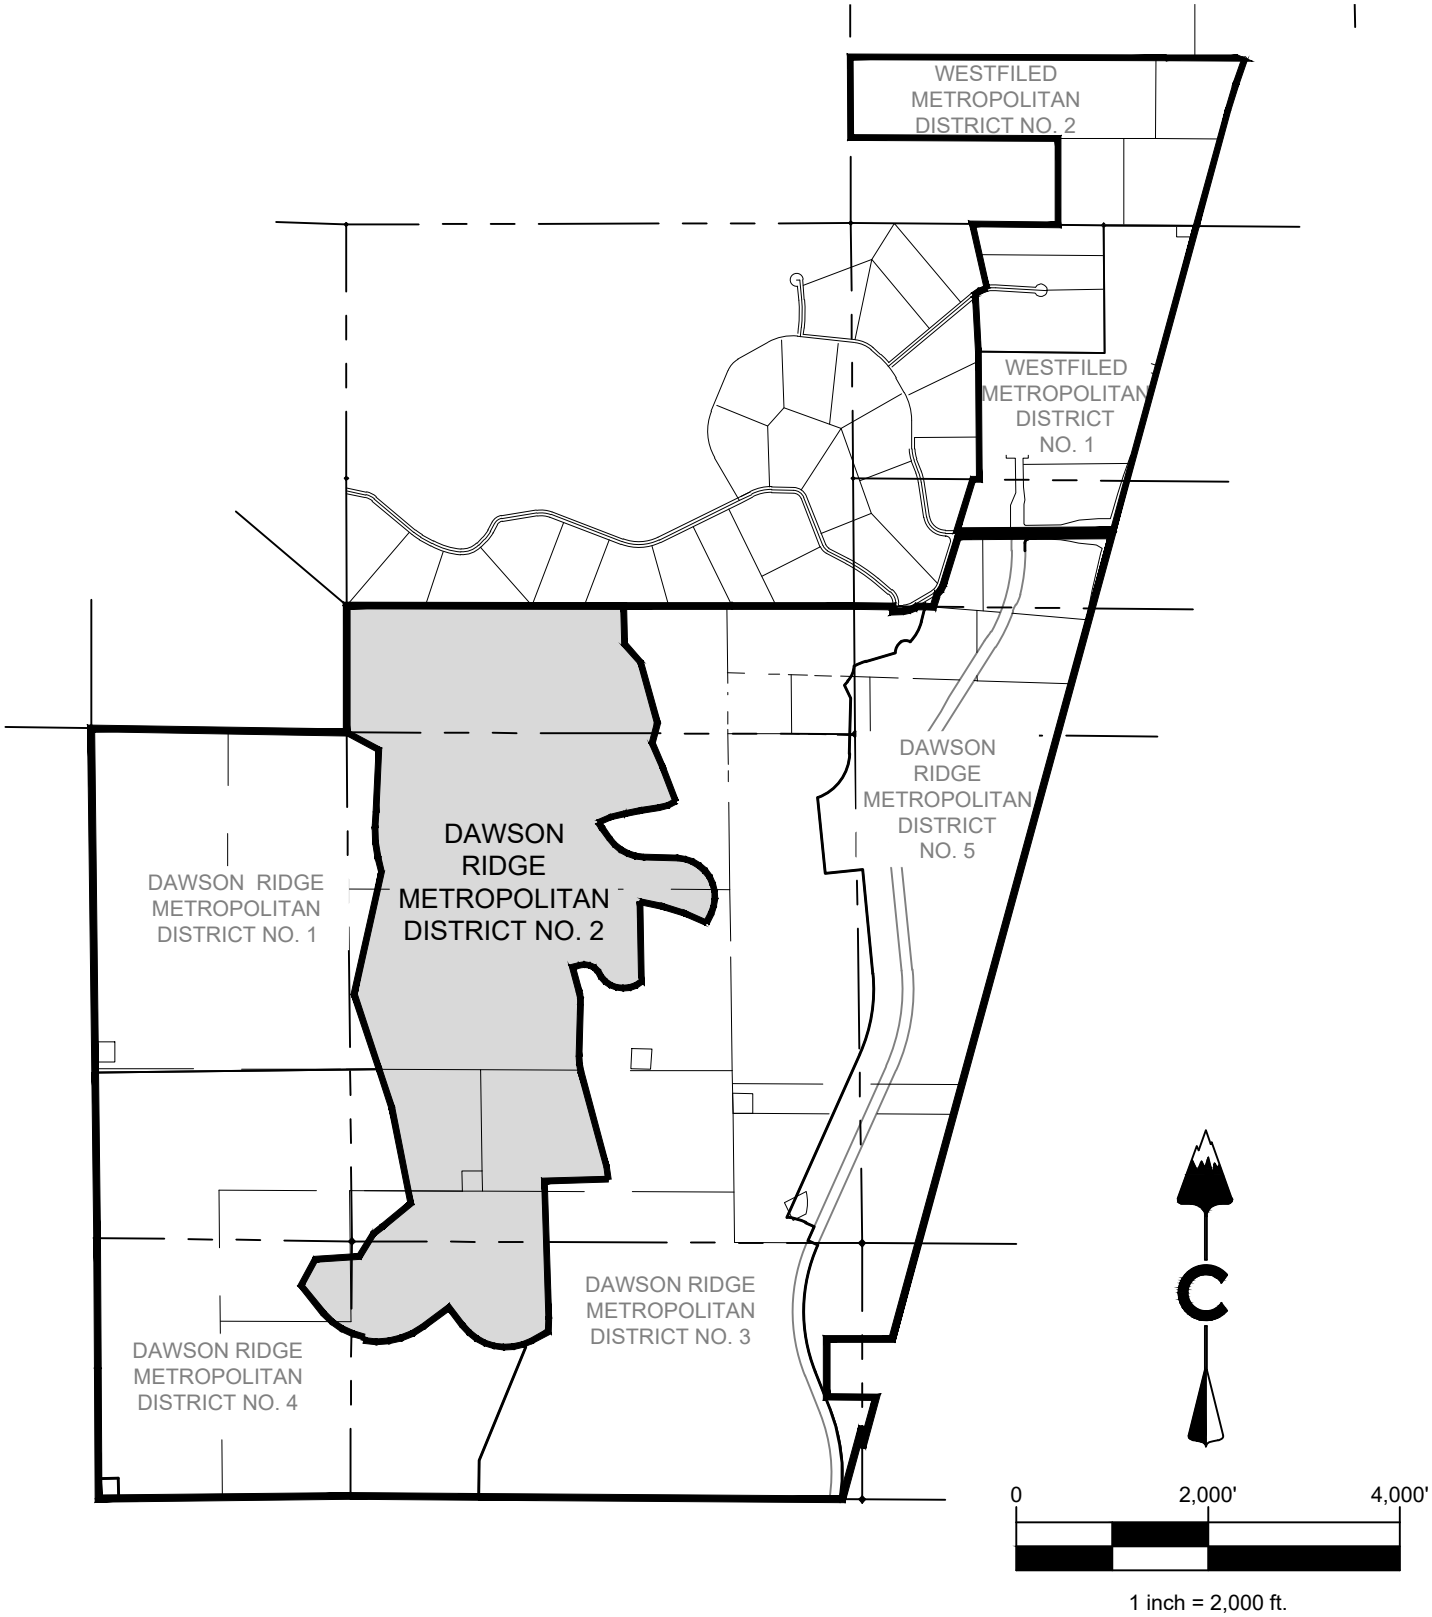 WESTFILED
METROPOLITAN
DISTRICT NO. 2
WESTFILED
METROPOLITAN
DISTRICT
NO. 1
DAWSON
RIDGE
METROPOLITAN
DISTRICT
NO. 5
DAWSON
RIDGE
METROPOLITAN
DISTRICT NO. 2
DAWSON RIDGE
METROPOLITAN
DISTRICT NO. 1
DAWSON RIDGE
METROPOLITAN
DISTRICT NO. 3
DAWSON RIDGE
METROPOLITAN
DISTRICT NO. 4
C
0 2,000' 4,000'
1 inch = 2,000 ft.